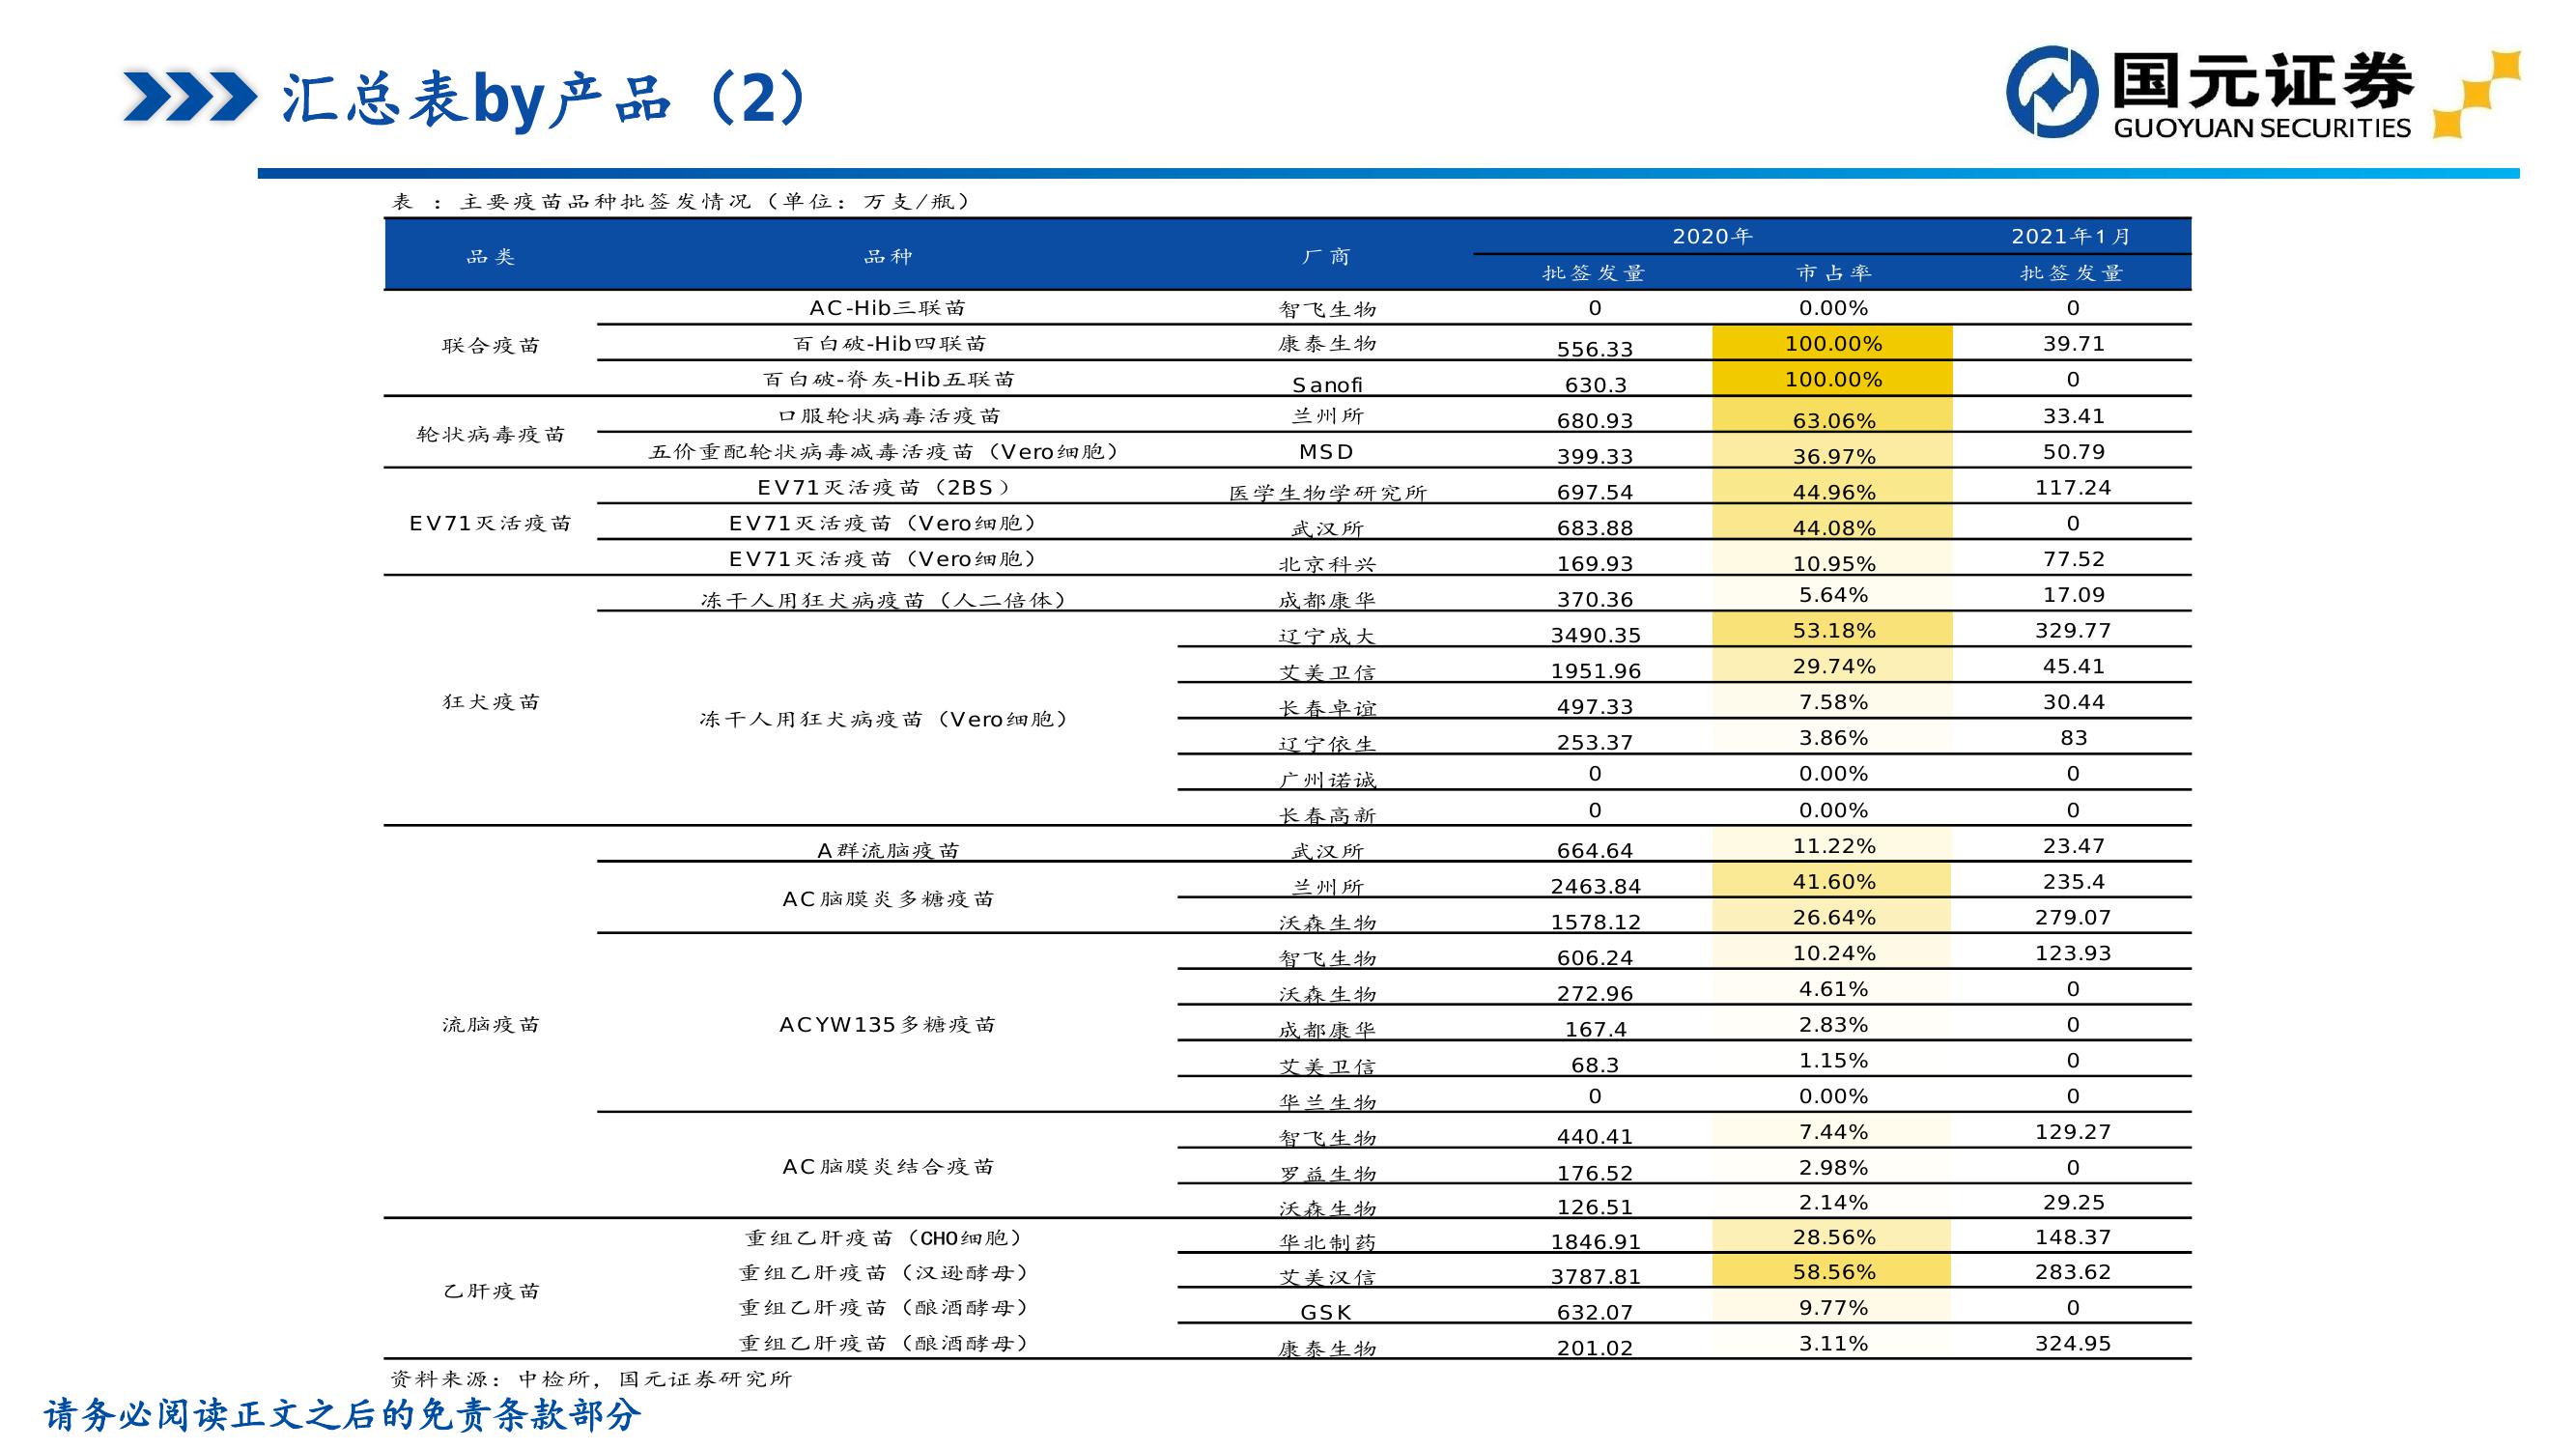 汇总表by产品（2）
国元证券
GUOYUAN SECURITIES
表 ：主要疫苗品种批签发情况（单位：万支/瓶）
品类 品种 厂商 2020年 2021年1月
批签发量 市占率 批签发量
联合疫苗 AC-Hib三联苗 智飞生物 0 0.00% 0
百白破-Hib四联苗 康泰生物 556.33 100.00% 39.71
百白破-脊灰-Hib五联苗 Sanofi 630.3 100.00% 0
轮状病毒疫苗 口服轮状病毒活疫苗 兰州所 680.93 63.06% 33.41
五价重配轮状病毒减毒活疫苗（Vero细胞） MSD 399.33 36.97% 50.79
EV71灭活疫苗 EV71灭活疫苗（2BS） 医学生物学研究所 697.54 44.96% 117.24
EV71灭活疫苗（Vero细胞） 武汉所 683.88 44.08% 0
EV71灭活疫苗（Vero细胞） 北京科兴 169.93 10.95% 77.52
狂犬疫苗 冻干人用狂犬病疫苗（人二倍体） 成都康华 370.36 5.64% 17.09
冻干人用狂犬病疫苗（Vero细胞） 辽宁成大 3490.35 53.18% 329.77
艾美卫信 1951.96 29.74% 45.41
长春卓谊 497.33 7.58% 30.44
辽宁依生 253.37 3.86% 83
广州诺诚 0 0.00% 0
长春高新 0 0.00% 0
流脑疫苗 A群流脑疫苗 武汉所 664.64 11.22% 23.47
AC脑膜炎多糖疫苗 兰州所 2463.84 41.60% 235.4
沃森生物 1578.12 26.64% 279.07
ACYW135多糖疫苗 智飞生物 606.24 10.24% 123.93
沃森生物 272.96 4.61% 0
成都康华 167.4 2.83% 0
艾美卫信 68.3 1.15% 0
华兰生物 0 0.00% 0
AC脑膜炎结合疫苗 智飞生物 440.41 7.44% 129.27
罗益生物 176.52 2.98% 0
沃森生物 126.51 2.14% 29.25
乙肝疫苗 重组乙肝疫苗（CHO细胞） 华北制药 1846.91 28.56% 148.37
重组乙肝疫苗（汉逊酵母） 艾美汉信 3787.81 58.56% 283.62
重组乙肝疫苗（酿酒酵母） GSK 632.07 9.77% 0
重组乙肝疫苗（酿酒酵母） 康泰生物 201.02 3.11% 324.95
资料来源：中检所，国元证券研究所
请务必阅读正文之后的免责条款部分